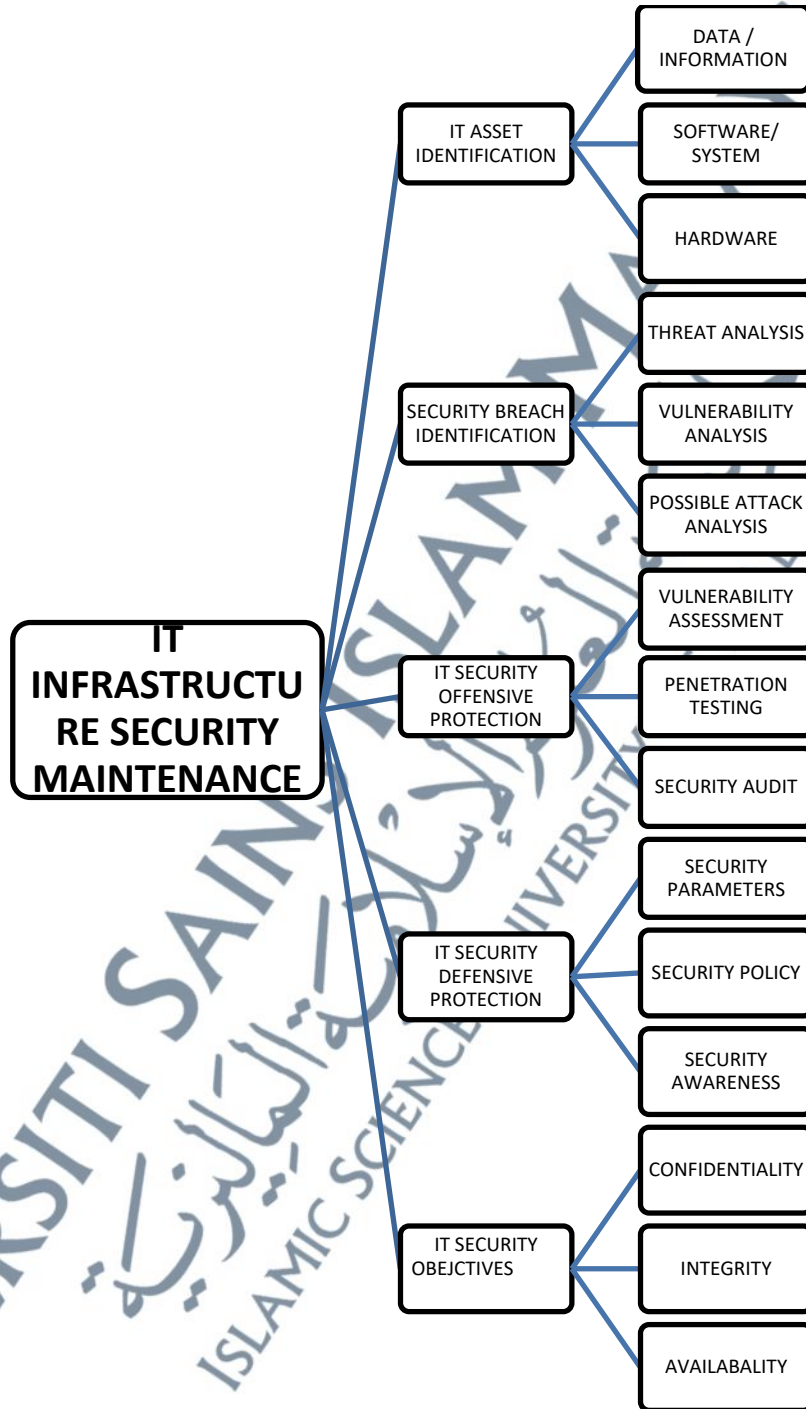 DATA /
INFORMATION
IT ASSET
IDENTIFICATION
SOFTWARE/
SYSTEM
HARDWARE
THREAT ANALYSIS
SECURITY BREACH
IDENTIFICATION
VULNERABILITY
ANALYSIS
POSSIBLE ATTACK
ANALYSIS
IT
INFRASTRUCTU
RE SECURITY
MAINTENANCE
VULNERABILITY
ASSESSMENT
IT SECURITY
OFFENSIVE
PROTECTION
PENETRATION
TESTING
SECURITY AUDIT
SECURITY
PARAMETERS
IT SECURITY
DEFENSIVE
PROTECTION
SECURITY POLICY
SECURITY
AWARENESS
CONFIDENTIALITY
IT SECURITY
OBEJCTIVES
INTEGRITY
AVAILABALITY
SAINS ISLAM
ISLAMIC SCIENCE